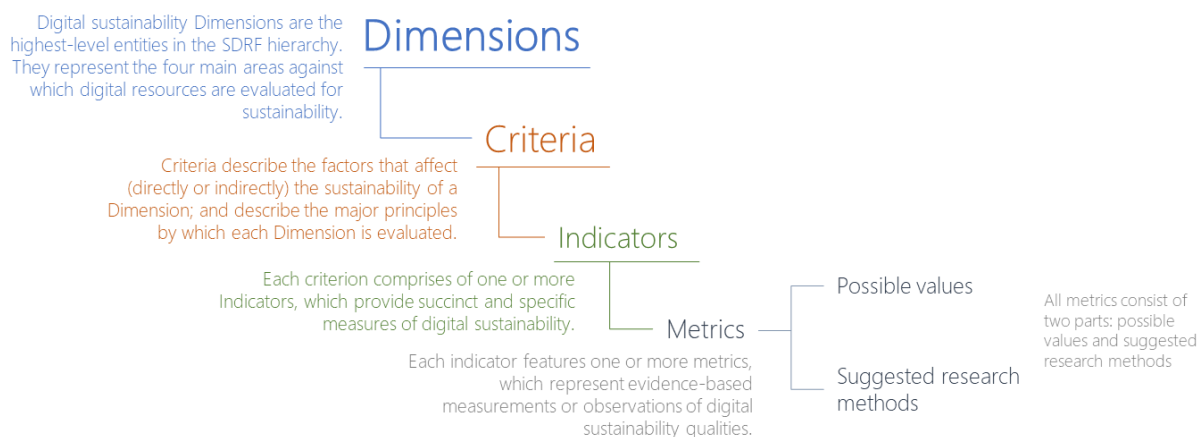 Digital sustainability Dimensions are the
highest-level entities in the SDRF hierarchy.
They represent the four main areas against
which digital resources are evaluated for
sustainability.
Dimensions
Criteria
Criteria describe the factors that affect
(directly or indirectly) the sustainability of a
Dimension; and describe the major principles
by which each Dimension is evaluated.
Indicators
Each criterion comprises of one or more
Indicators, which provide succinct and specific
measures of digital sustainability.
Metrics
Each indicator features one or more metrics,
which represent evidence-based
measurements or observations of digital
sustainability qualities.
Possible values
Suggested research
methods
All metrics consist of
two parts: possible
values and suggested
research methods